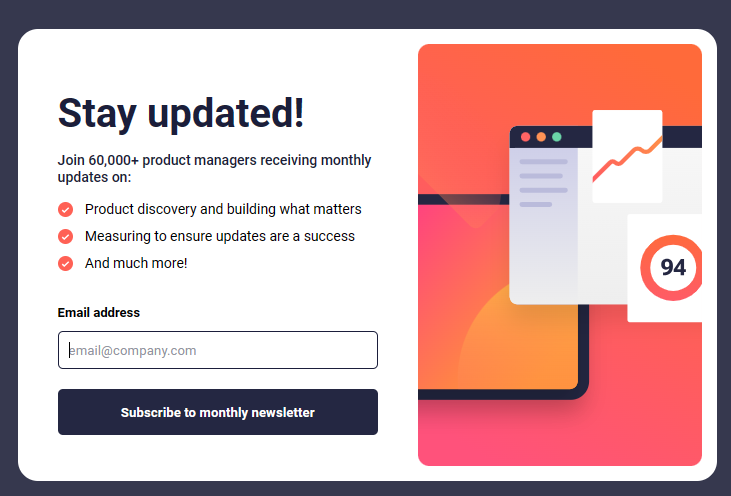 Stay updated!
Join 60,000+ product managers receiving monthly
updates on:
Product discovery and building what matters
Measuring to ensure updates are a success
And much more!
Email address
email@company.com
Subscribe to monthly newsletter
94